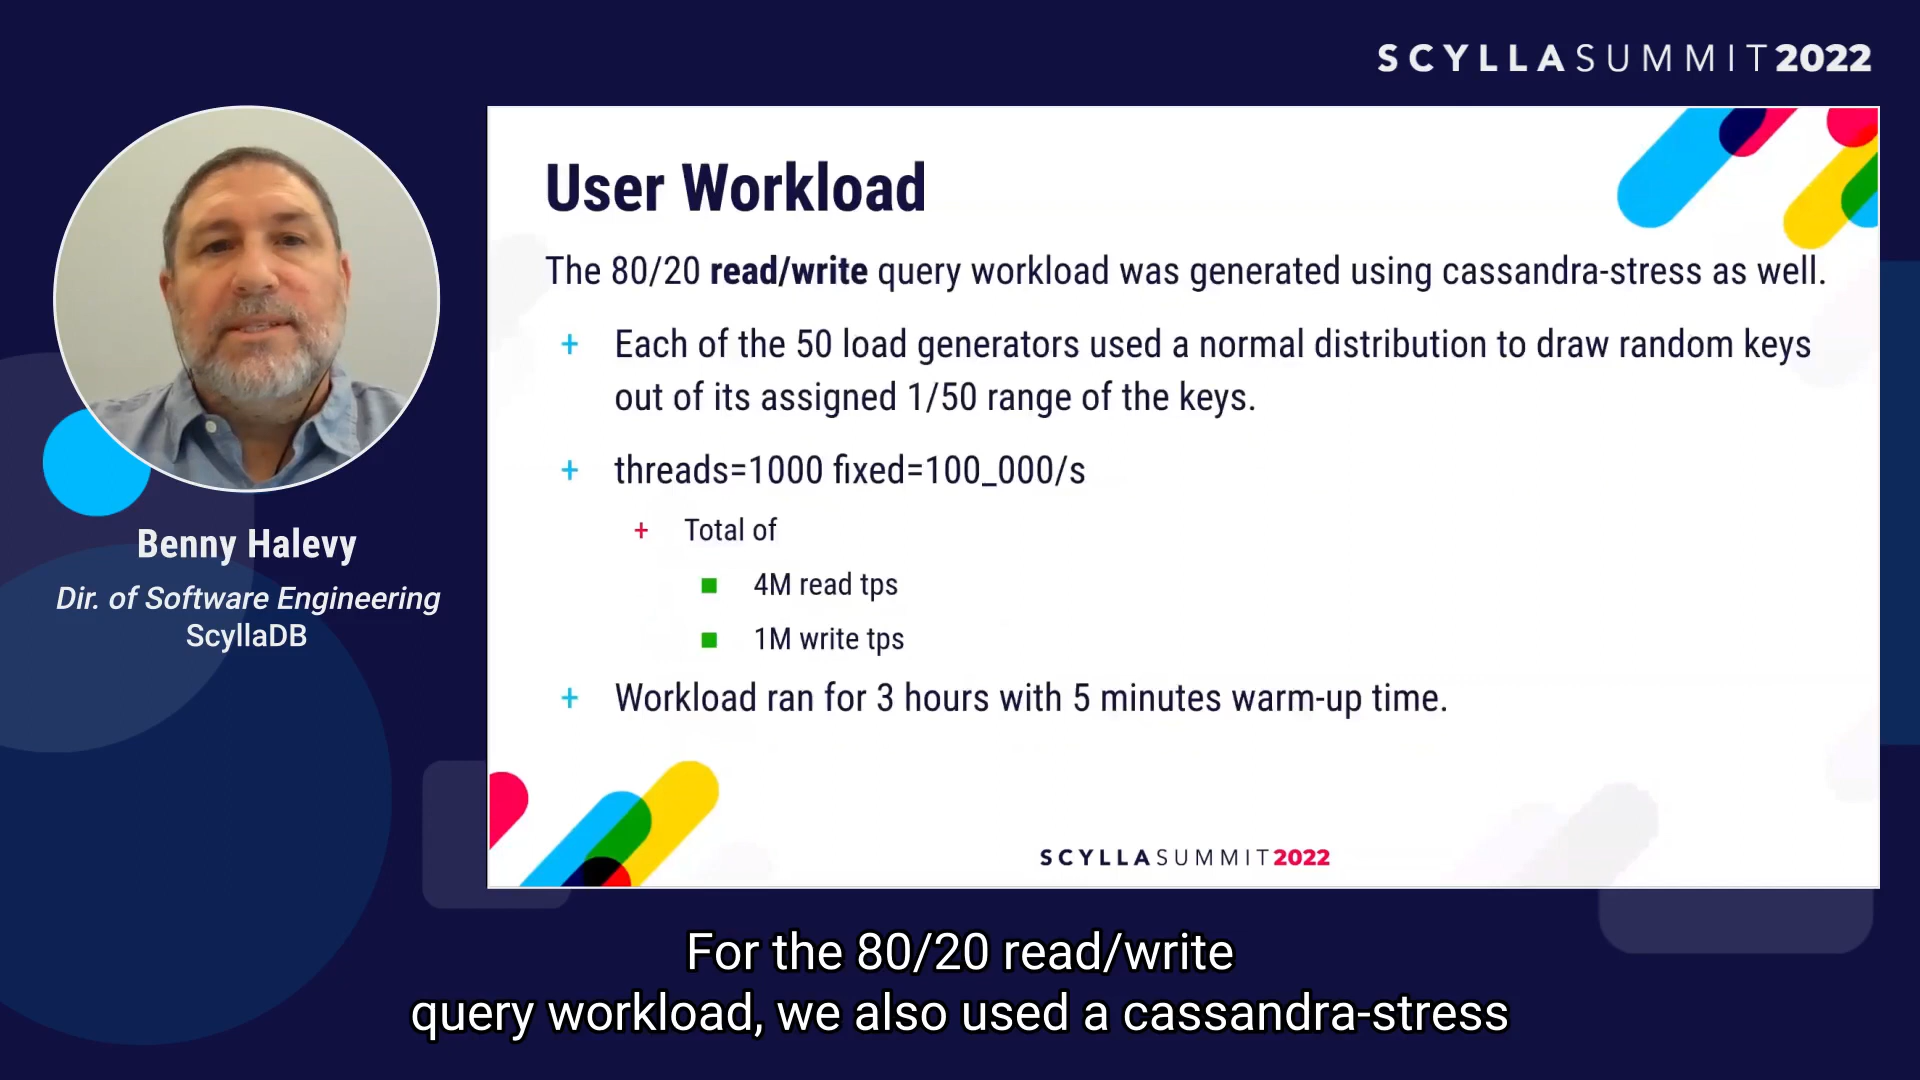 SCYLLASUMMIT2022
User Workload
The 80/20 read/write query workload was generated using cassandra-stress as well.
+ Each of the 50 load generators used a normal distribution to draw random keys
out of its assigned 1/50 range of the keys.
+ threads=1000 fixed=100_000/s
+ Total of
■ 4M read tps
■ 1M write tps
+ Workload ran for 3 hours with 5 minutes warm-up time.
SCYLLASUMMIT2022
Benny Halevy
Dir. of Software Engineering
ScyllaDB
For the 80/20 read/write
query workload, we also used a cassandra-stress